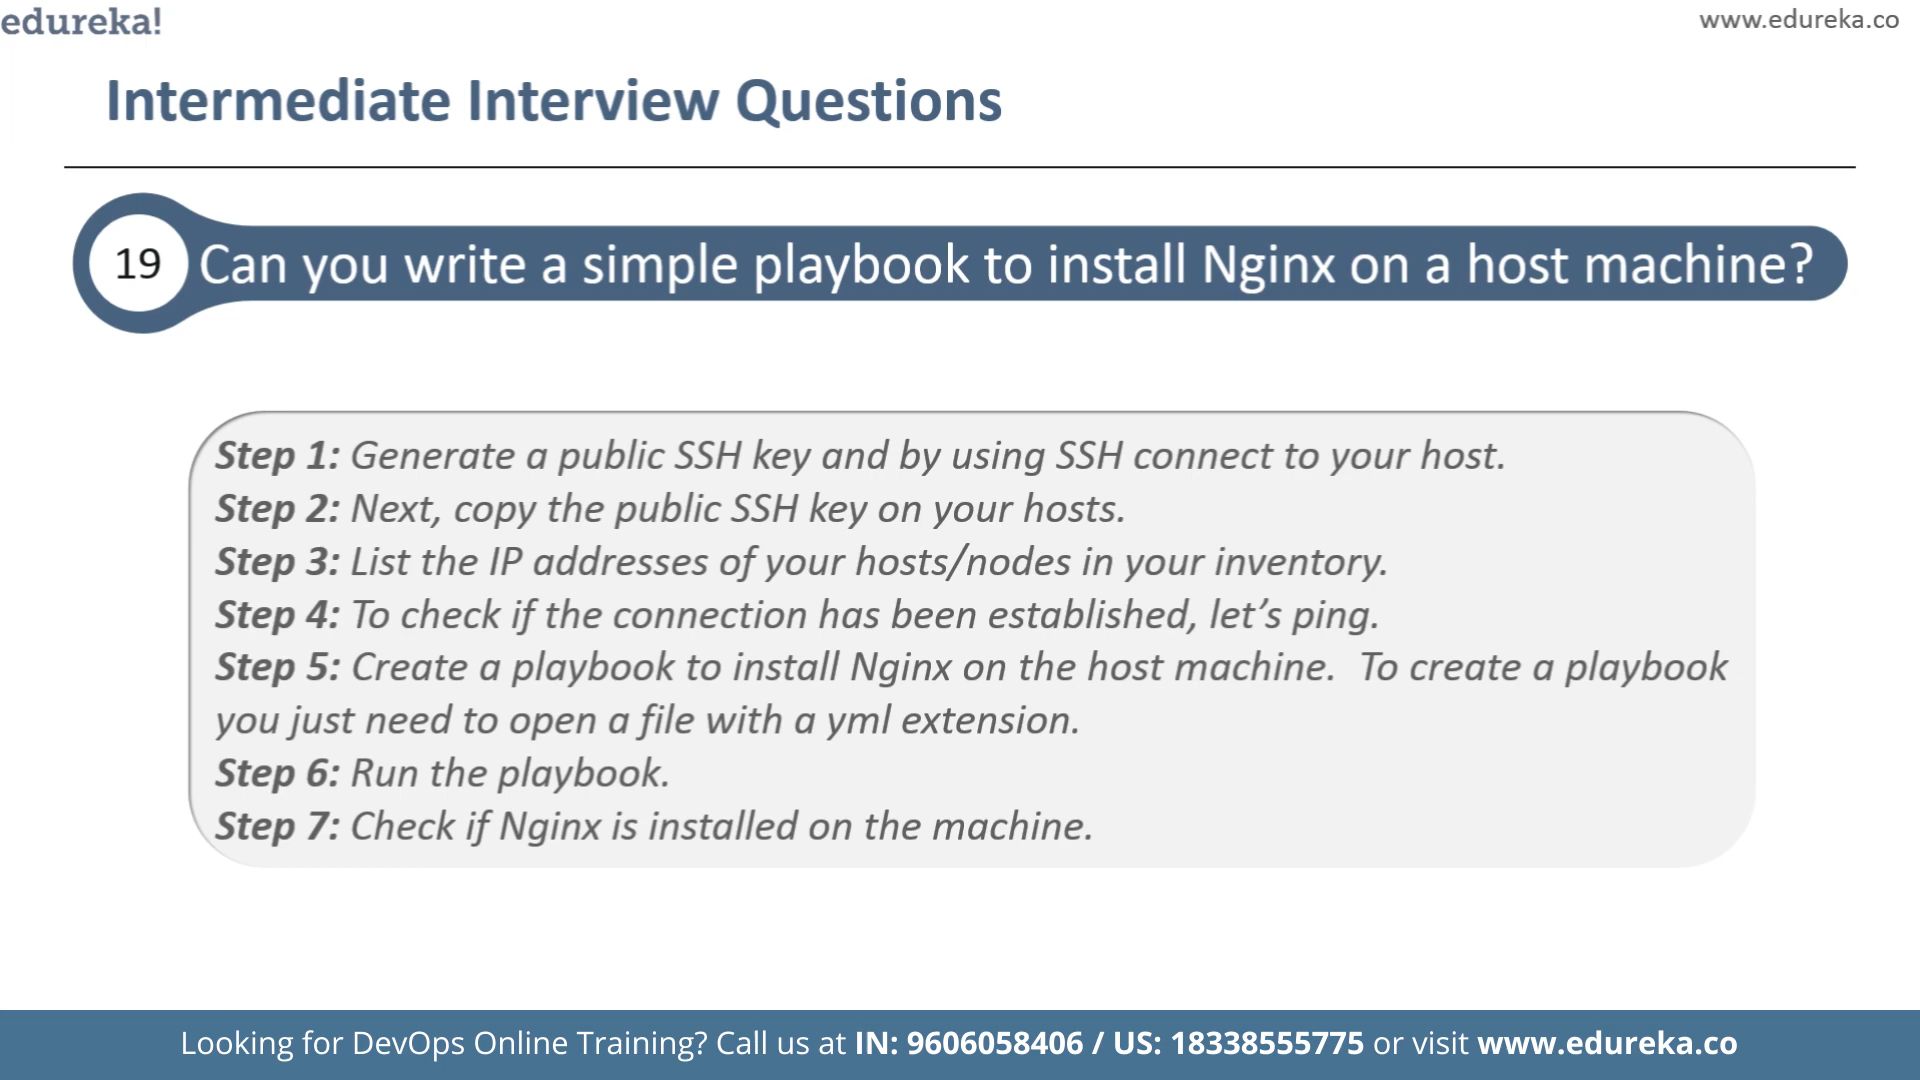 edureka!
www.edureka.co
Intermediate Interview Questions
19 Can you write a simple playbook to install Nginx on a host machine?
Step 1: Generate a public SSH key and by using SSH connect to your host.
Step 2: Next, copy the public SSH key on your hosts.
Step 3: List the IP addresses of your hosts/nodes in your inventory.
Step 4: To check if the connection has been established, let’s ping.
Step 5: Create a playbook to install Nginx on the host machine.  To create a playbook
you just need to open a file with a yml extension.
Step 6: Run the playbook.
Step 7: Check if Nginx is installed on the machine.
Looking for DevOps Online Training? Call us at IN: 9606058406 / US: 18338555775 or visit www.edureka.co